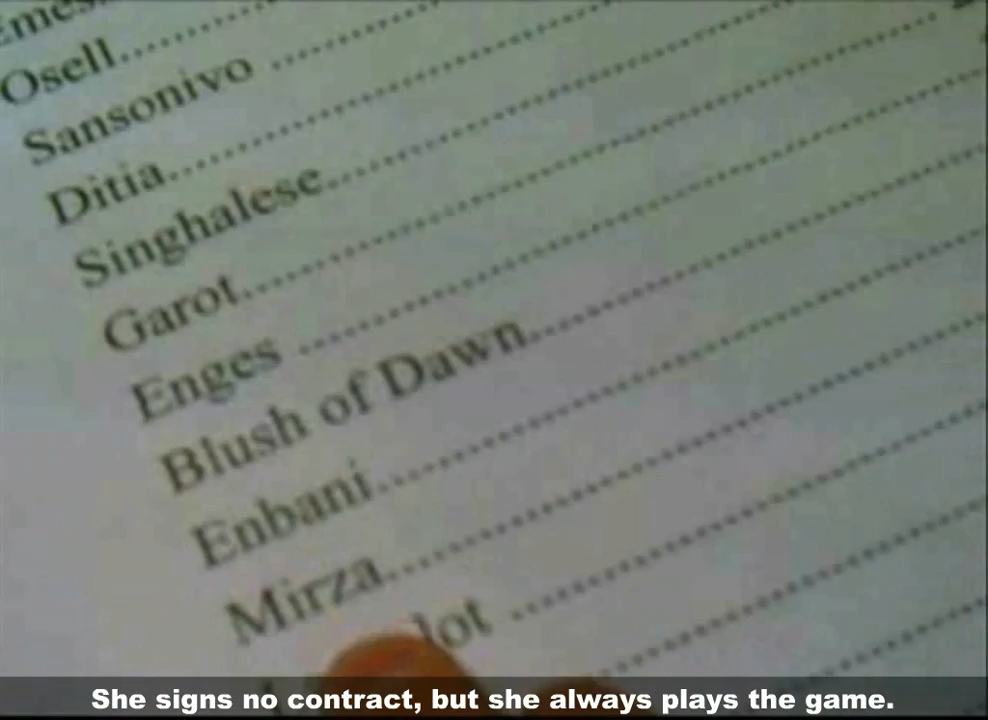 Osell
Sansonivo
Ditia
Singhalese
Garot
Enges
Blush of Dawn
Enbani
Mirza
lot
She signs no contract, but she always plays the game.